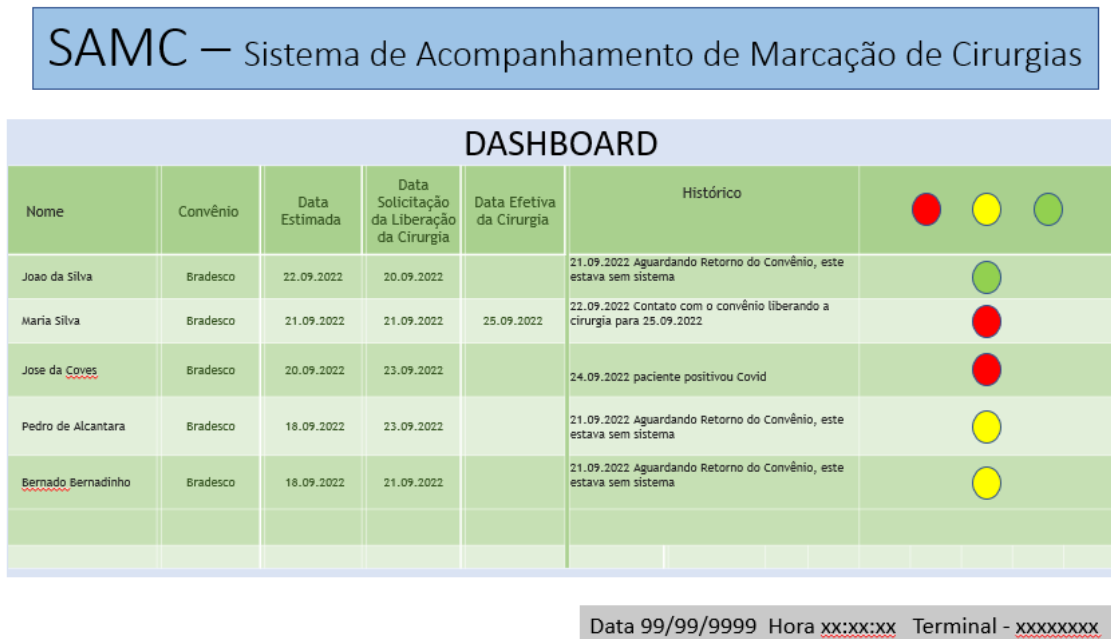 SAMC – Sistema de Acompanhamento de Marcação de Cirurgias
DASHBOARD
Nome
Convênio
Data
Estimada
Data
Solicitação
da Liberação
da Cirurgia
Data Efetiva
da Cirurgia
Histórico
Joao da Silva
Bradesco
22.09.2022
20.09.2022
21.09.2022 Aguardando Retorno do Convênio, este
estava sem sistema
Maria Silva
Bradesco
21.09.2022
21.09.2022
25.09.2022
22.09.2022 Contato com o convênio liberando a
cirurgia para 25.09.2022
Jose da Coves
Bradesco
20.09.2022
23.09.2022
24.09.2022 paciente positivou Covid
Pedro de Alcantara
Bradesco
18.09.2022
23.09.2022
21.09.2022 Aguardando Retorno do Convênio, este
estava sem sistema
Bernado Bernadinho
Bradesco
18.09.2022
21.09.2022
21.09.2022 Aguardando Retorno do Convênio, este
estava sem sistema
Data 99/99/9999 Hora xx:xx:xx Terminal - xxxxxxxx